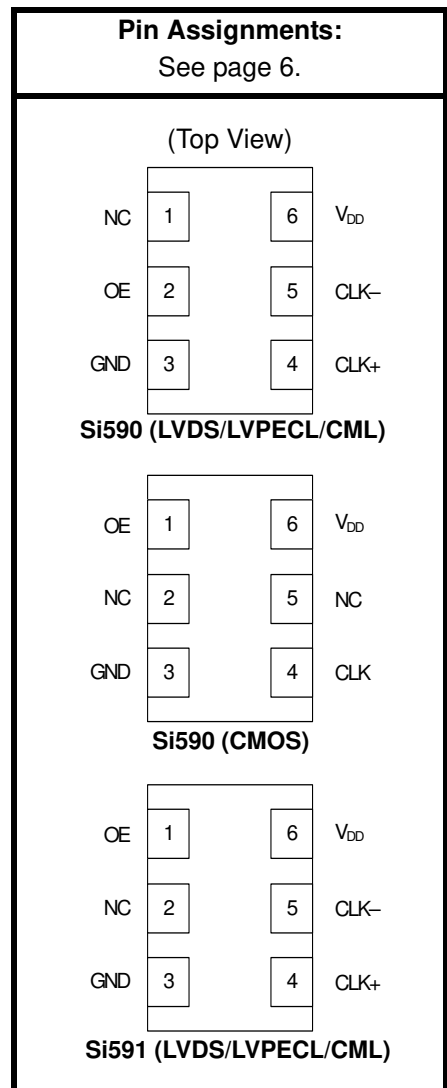 Pin Assignments:
See page 6.
(Top View)
NC 1 6 VDD
OE 2 5 CLK–
GND 3 4 CLK+
Si590 (LVDS/LVPECL/CML)
OE 1 6 VDD
NC 2 5 NC
GND 3 4 CLK
Si590 (CMOS)
OE 1 6 VDD
NC 2 5 CLK–
GND 3 4 CLK+
Si591 (LVDS/LVPECL/CML)